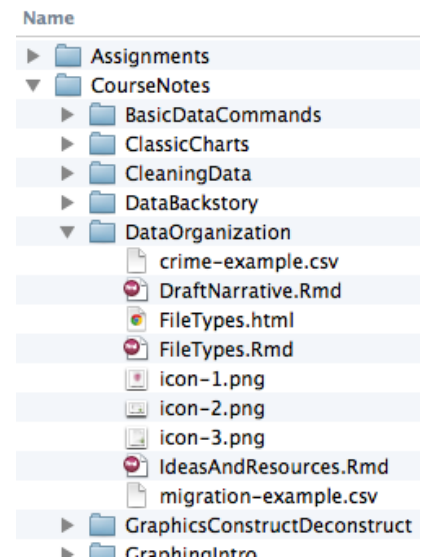 Name
Assignments
CourseNotes
BasicDataCommands
ClassicCharts
CleaningData
DataBackstory
DataOrganization
crime-example.csv
DraftNarrative.Rmd
FileTypes.html
FileTypes.Rmd
icon-1.png
icon-2.png
icon-3.png
IdeasAndResources.Rmd
migration-example.csv
GraphicsConstructDeconstruct
GraphingIntro